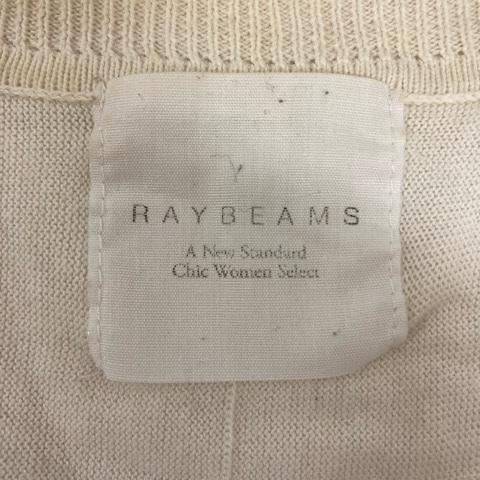 RAYBEAMS
A New Standard
Chic Women Select